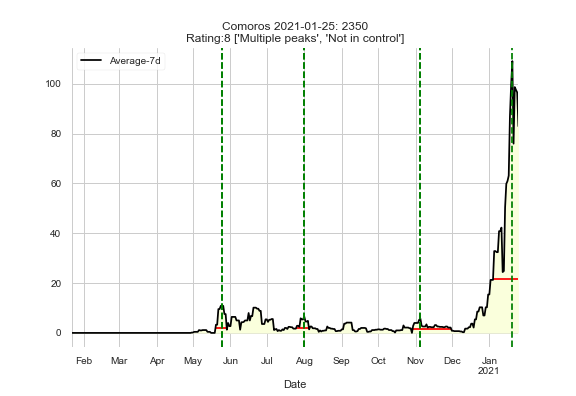 Comoros 2021-01-25: 2350
Rating:8 ['Multiple peaks', 'Not in control']
Average-7d
100
80
60
40
20
0
Feb Mar Apr May Jun Jul Aug Sep Oct Nov Dec Jan
2021
Date